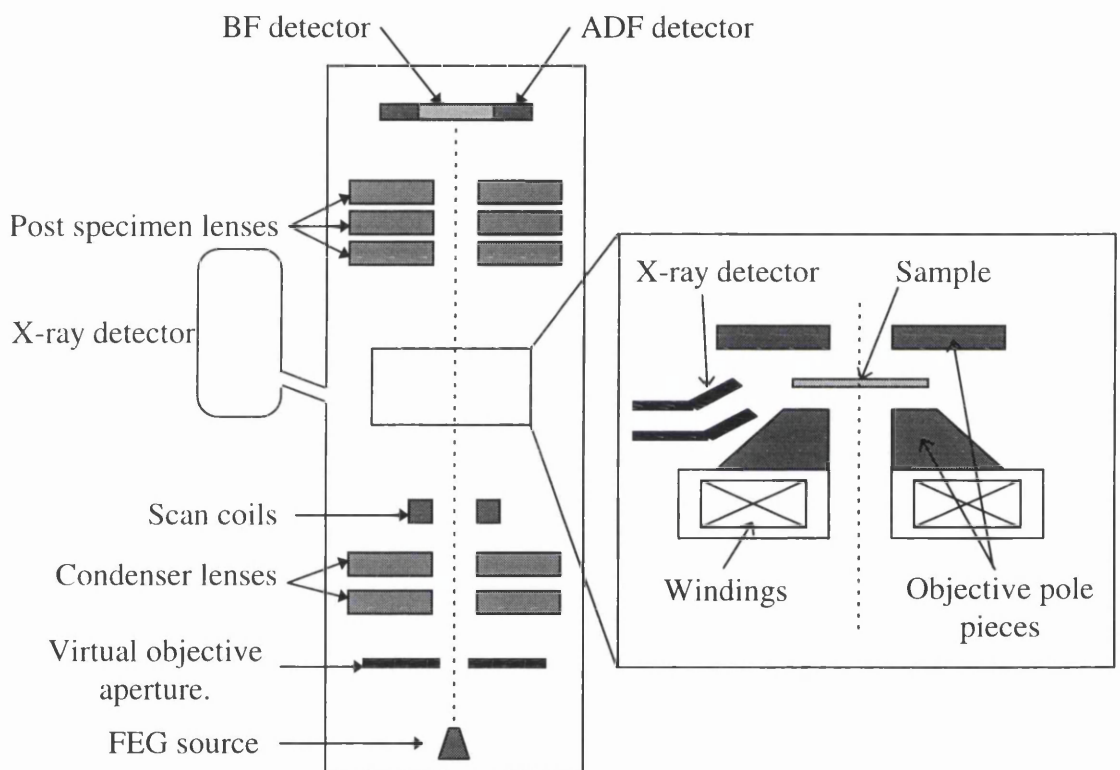 BF detector
ADF detector
Post specimen lenses
X-ray detector
X-ray detector
Sample
Scan coils
Condenser lenses
Windings
Objective pole
pieces
Virtual objective
aperture.
FEG source